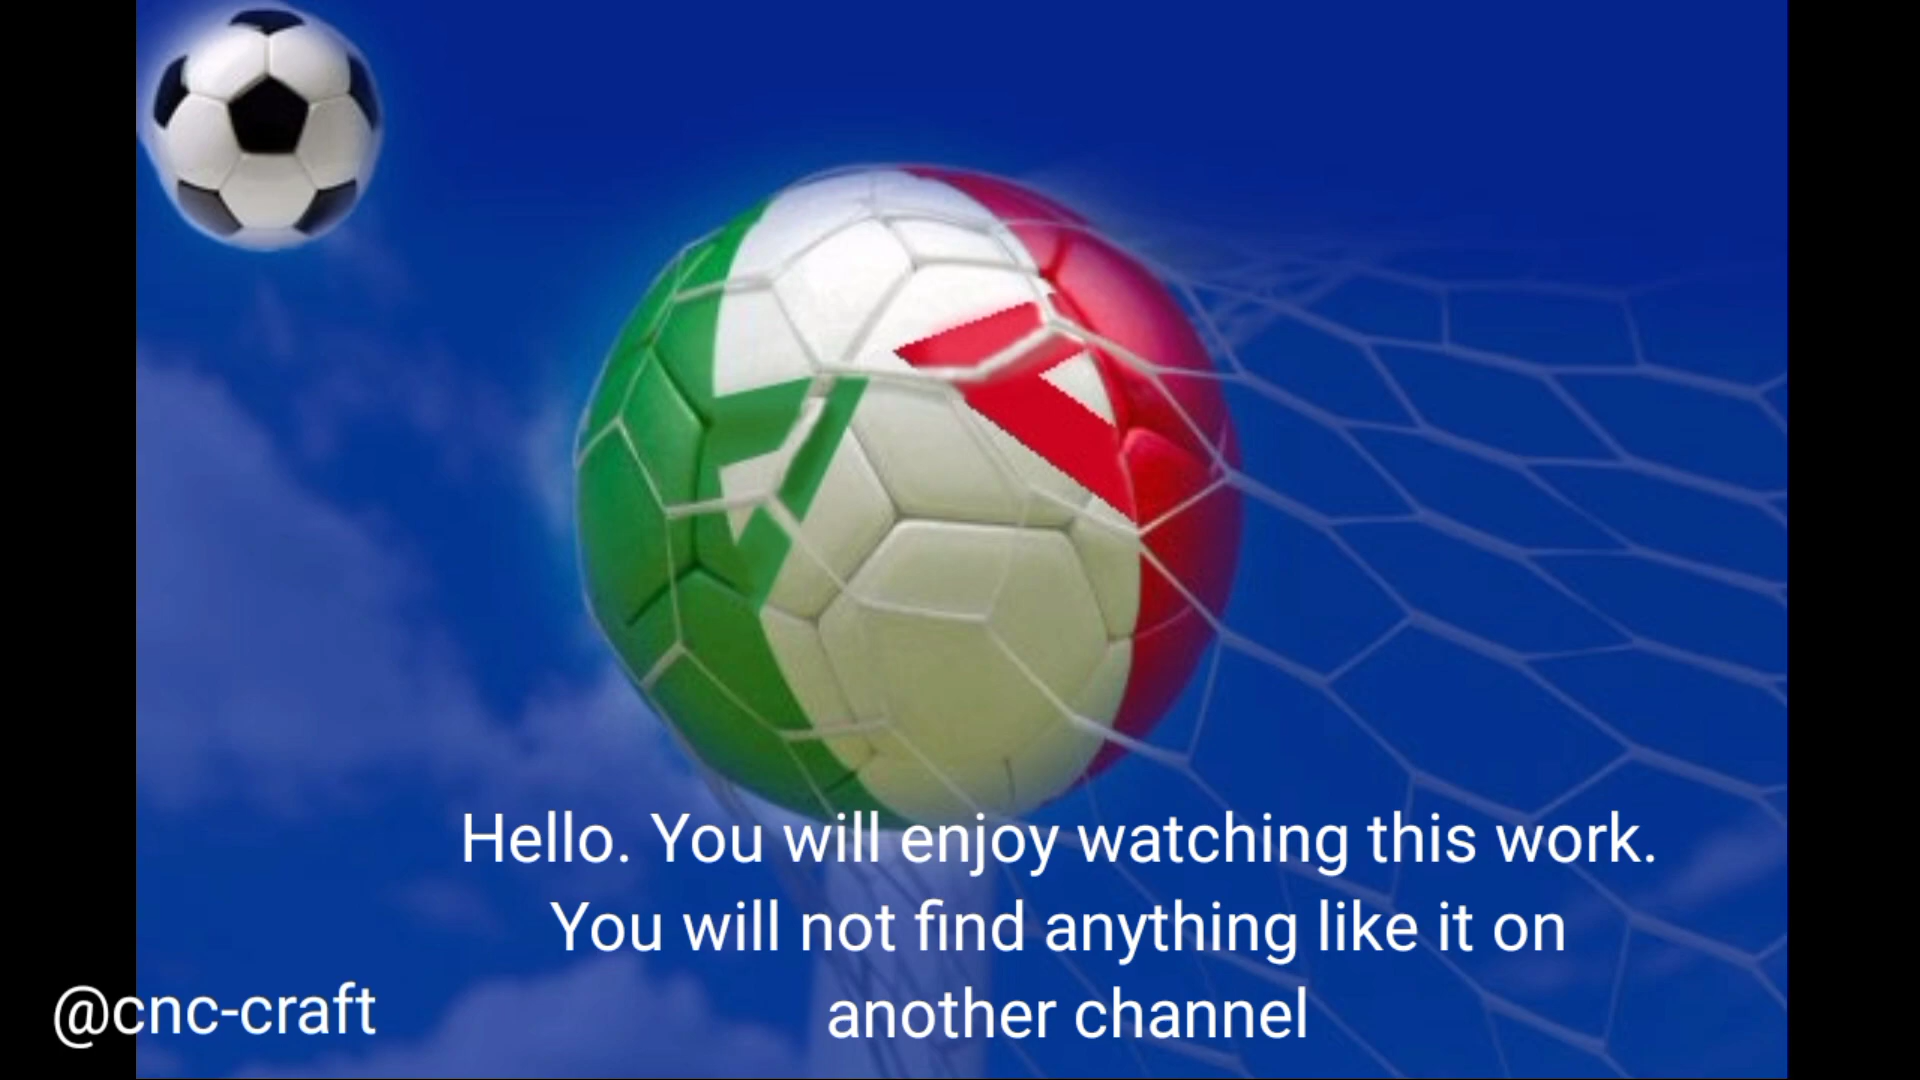 Hello. You will enjoy watching this work.
You will not find anything like it on
another channel
@cnc-craft